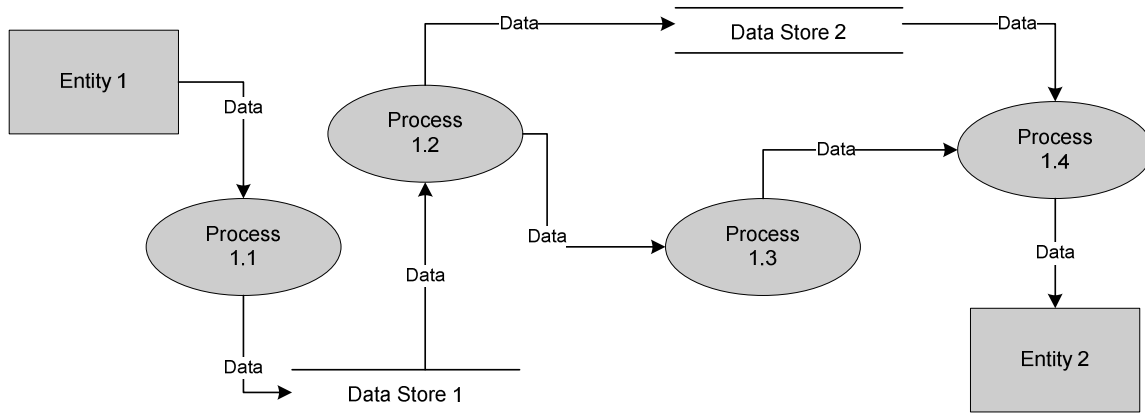 Entity 1
Data
Process
1.1
Data
Data Store 1
Data
Process
1.2
Data
Data Store 2
Data
Data
Process
1.3
Data
Process
1.4
Data
Entity 2